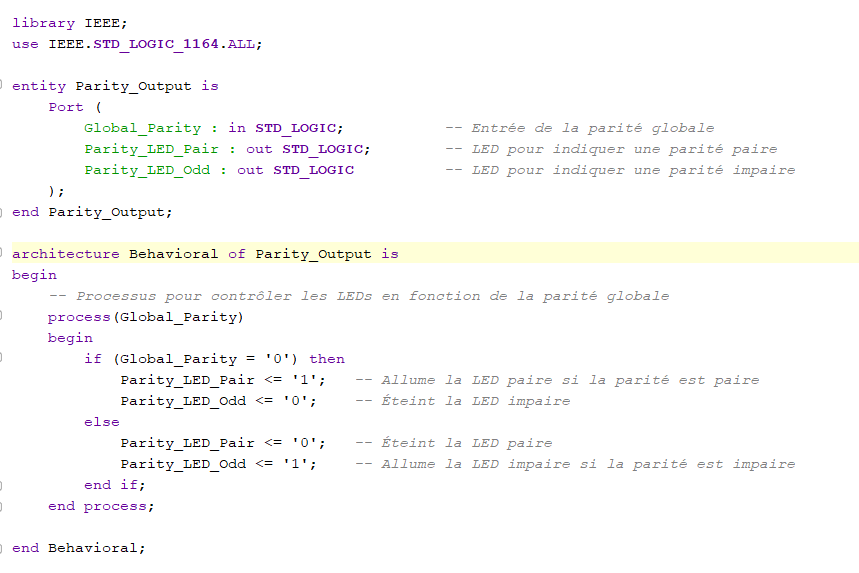 library IEEE;
use IEEE.STD_LOGIC_1164.ALL;
entity Parity_Output is
Port (
Global_Parity : in STD_LOGIC; -- Entrée de la parité globale
Parity_LED_Pair : out STD_LOGIC; -- LED pour indiquer une parité paire
Parity_LED_Odd : out STD_LOGIC -- LED pour indiquer une parité impaire
);
end Parity_Output;
architecture Behavioral of Parity_Output is
begin
-- Processus pour contrôler les LEDs en fonction de la parité globale
process(Global_Parity)
begin
if (Global_Parity = '0') then
Parity_LED_Pair <= '1'; -- Allume la LED paire si la parité est paire
Parity_LED_Odd <= '0'; -- Éteint la LED impaire
else
Parity_LED_Pair <= '0'; -- Éteint la LED paire
Parity_LED_Odd <= '1'; -- Allume la LED impaire si la parité est impaire
end if;
end process;
end Behavioral;